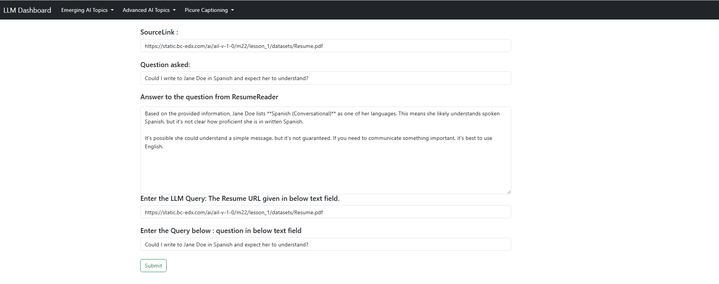 LLM Dashboard Emerging AI Topics Advanced AI Topics Picure Captioning
SourceLink :
https://static.bc-edx.com/ai/ail-v-1-0/m22/lesson_1/datasets/Resume.pdf
Question asked:
Could I write to Jane Doe in Spanish and expect her to understand?
Answer to the question from ResumeReader
Based on the provided information, Jane Doe lists **Spanish (Conversational)** as one of her languages. This means she likely understands spoken
Spanish, but it's not clear how proficient she is in written Spanish.
It's possible she could understand a simple message, but it's not guaranteed. If you need to communicate something important, it's best to use
English.
Enter the LLM Query: The Resume URL given in below text field.
https://static.bc-edx.com/ai/ail-v-1-0/m22/lesson_1/datasets/Resume.pdf
Enter the Query below : question in below text field
Could I write to Jane Doe in Spanish and expect her to understand?
Submit